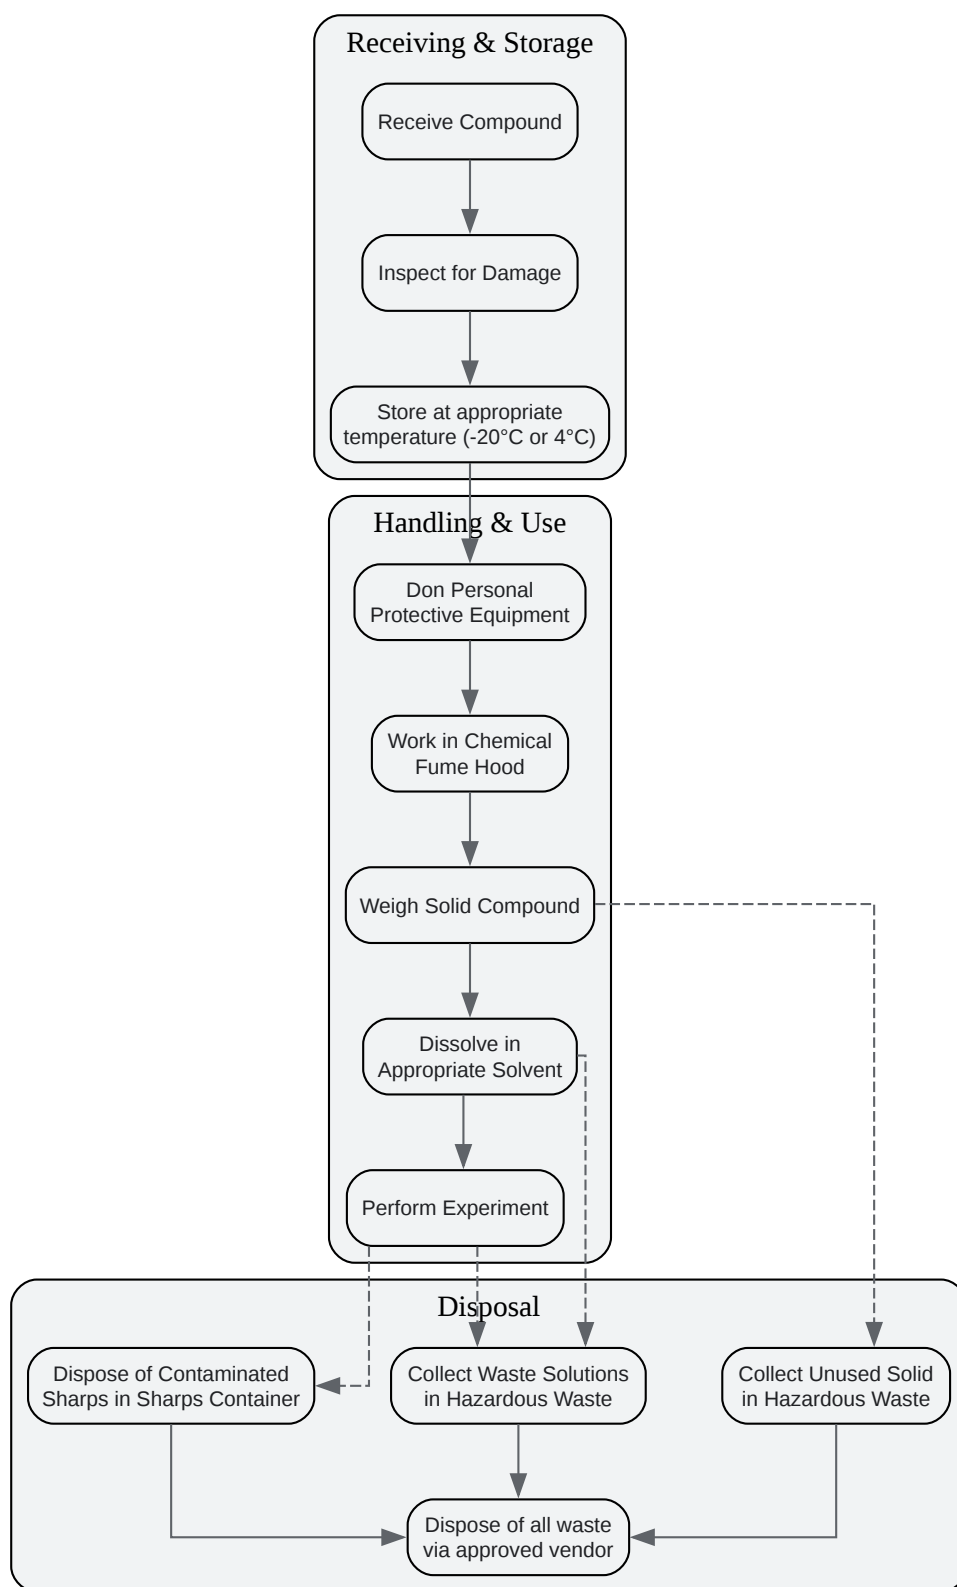 Receiving & Storage
Receive Compound
Inspect for Damage
Store at appropriate
temperature (-20°C or 4°C)
Handling & Use
Don Personal
Protective Equipment
Work in Chemical
Fume Hood
Weigh Solid Compound
Dissolve in
Appropriate Solvent
Perform Experiment
Disposal
Dispose of Contaminated
Sharps in Sharps Container
Collect Waste Solutions
in Hazardous Waste
Collect Unused Solid
in Hazardous Waste
Dispose of all waste
via approved vendor